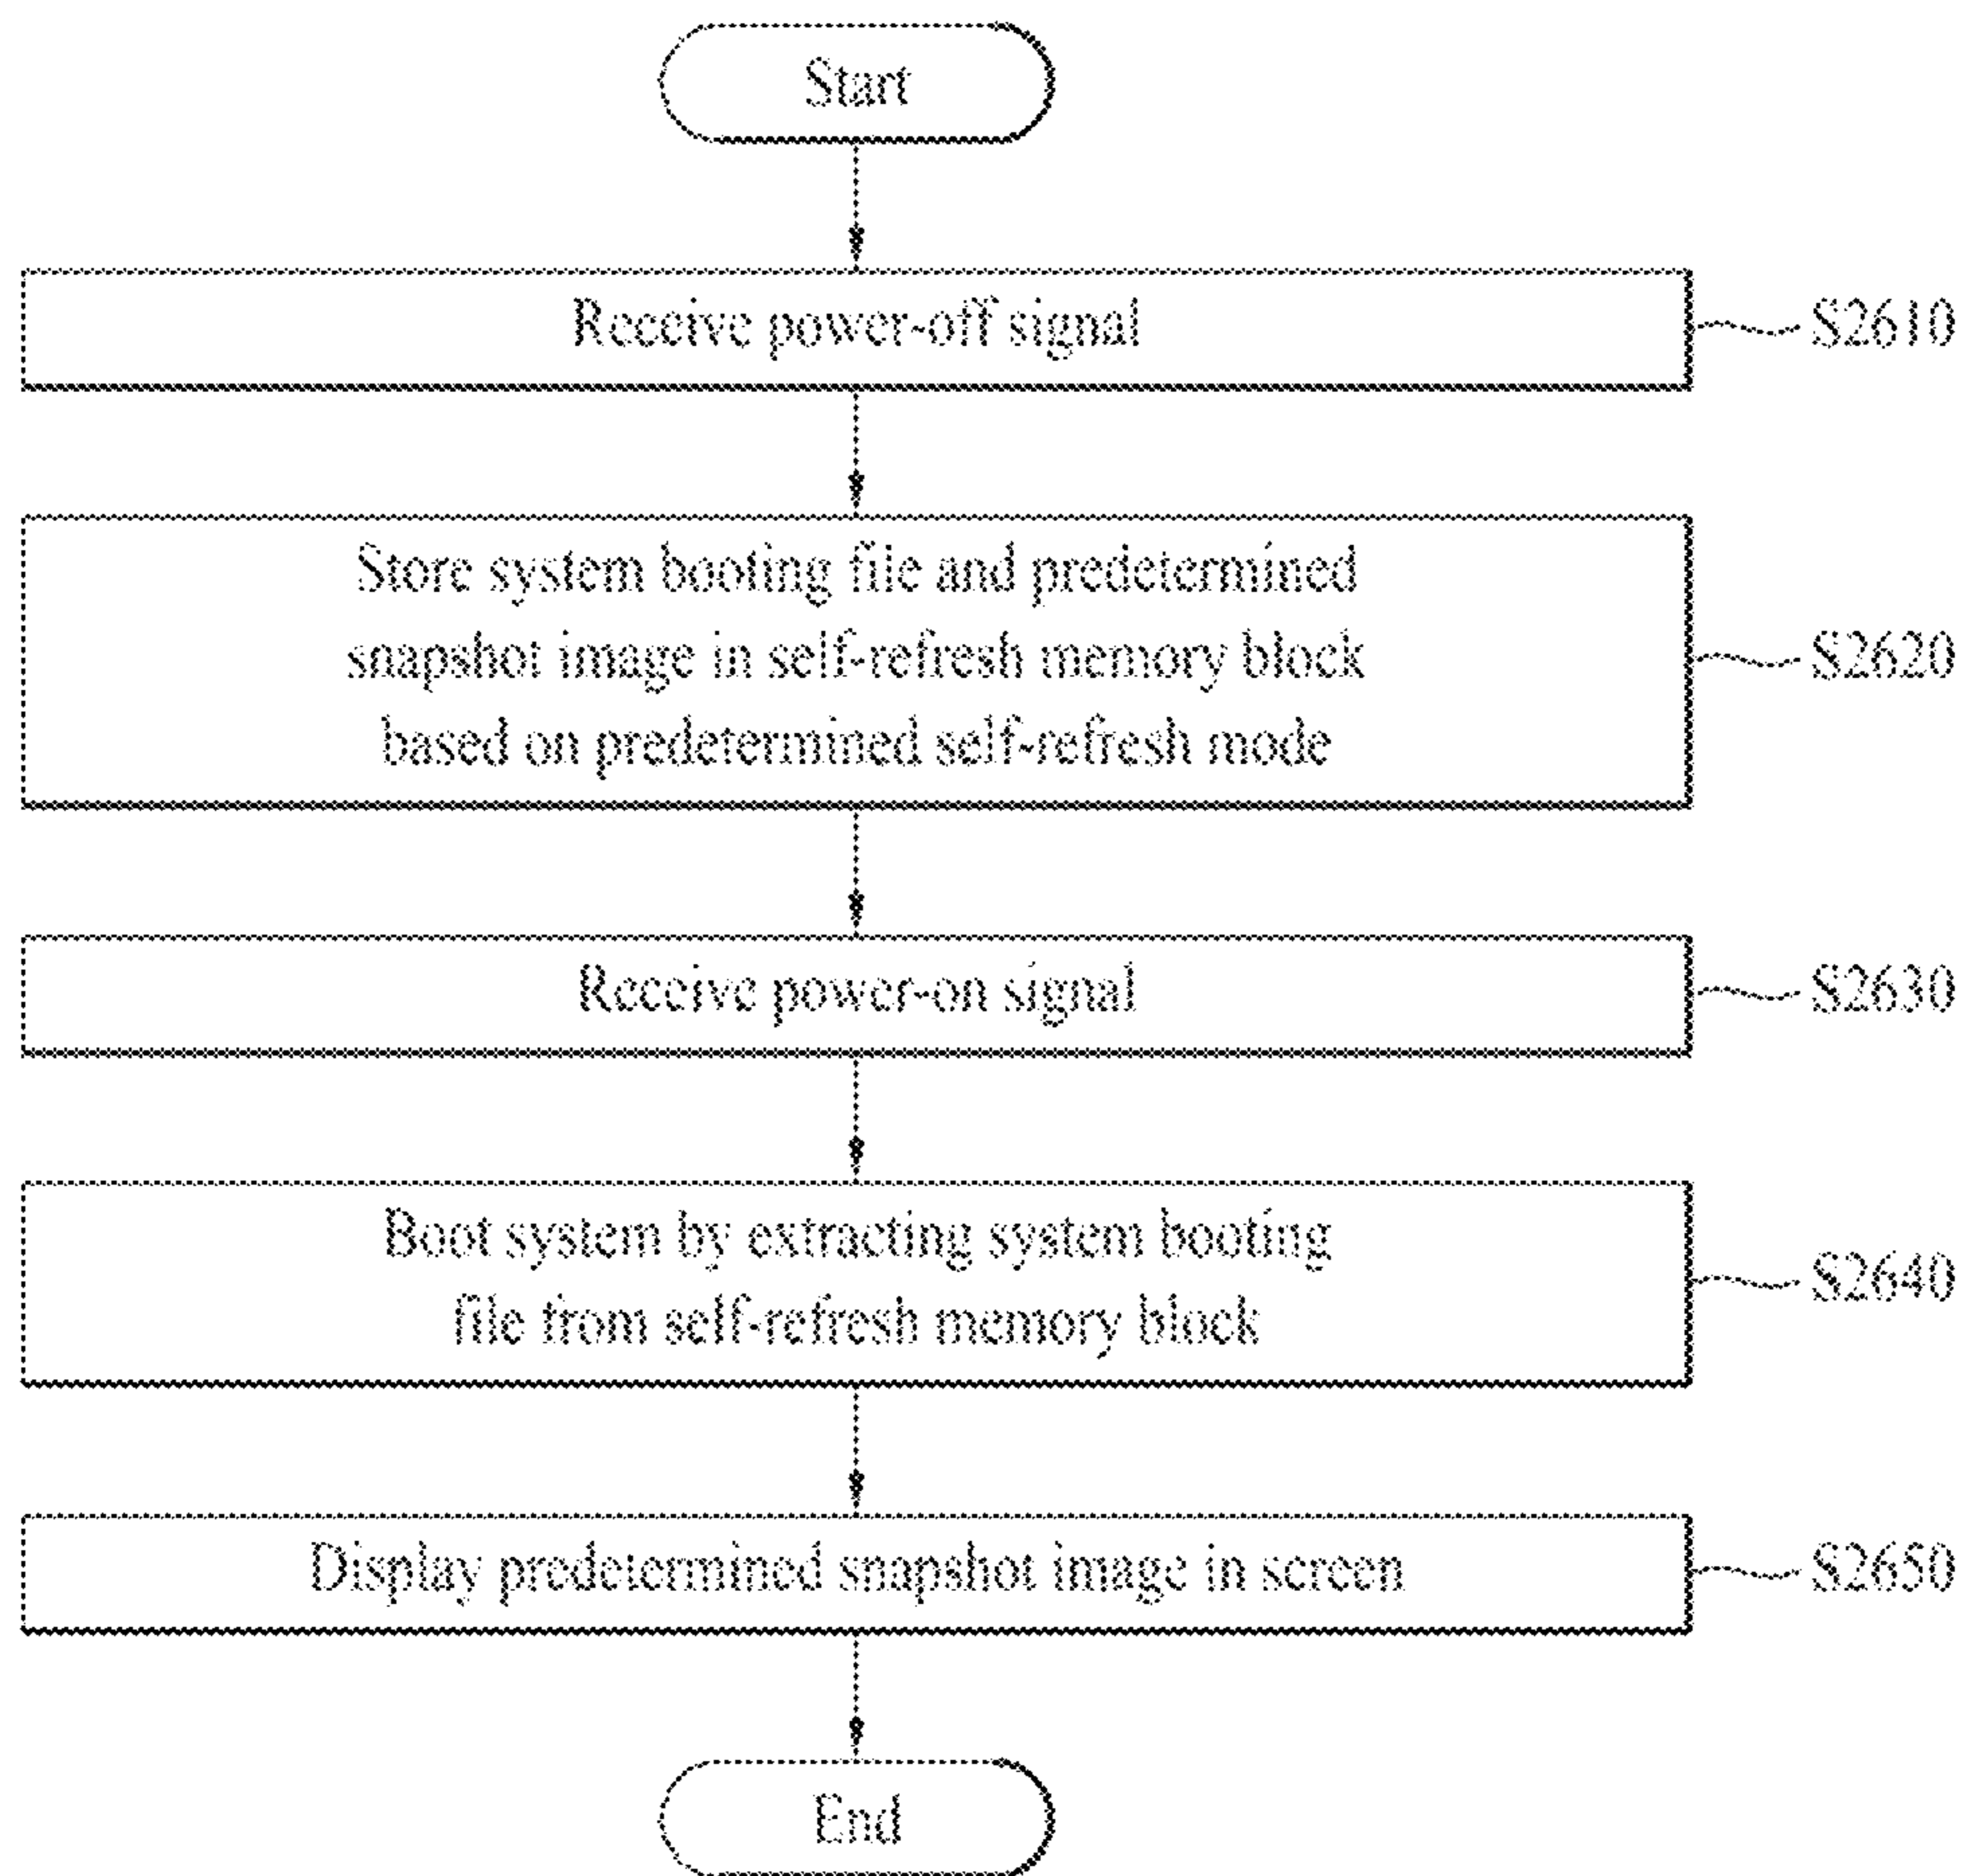 Start
Receive power-off signal
S2610
Store system booting file and predetermined
snapshot image in self-refresh memory block
based on predetermined self-refresh mode
S2620
Receive power-on signal
S2630
Boot system by extracting system booting
file from self-refresh memory block
S2640
Display predetermined snapshot image in screen
S2650
End